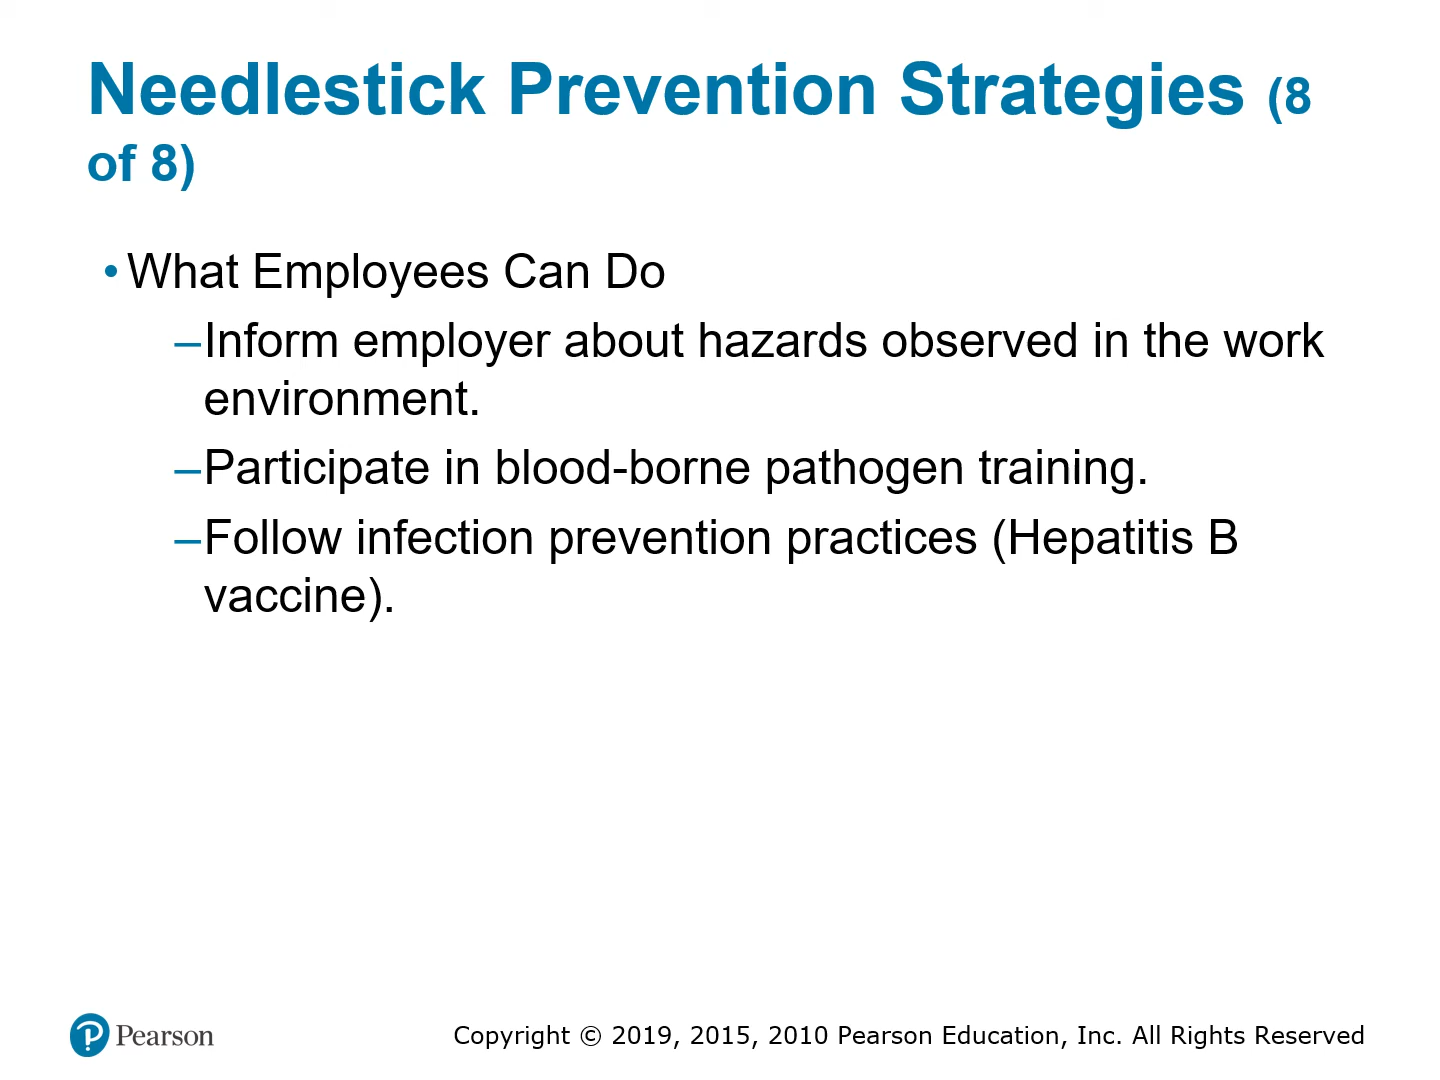 Needlestick Prevention Strategies (8
of 8)
• What Employees Can Do
–Inform employer about hazards observed in the work
environment.
–Participate in blood-borne pathogen training.
–Follow infection prevention practices (Hepatitis B
vaccine).
Pearson
Copyright © 2019, 2015, 2010 Pearson Education, Inc. All Rights Reserved